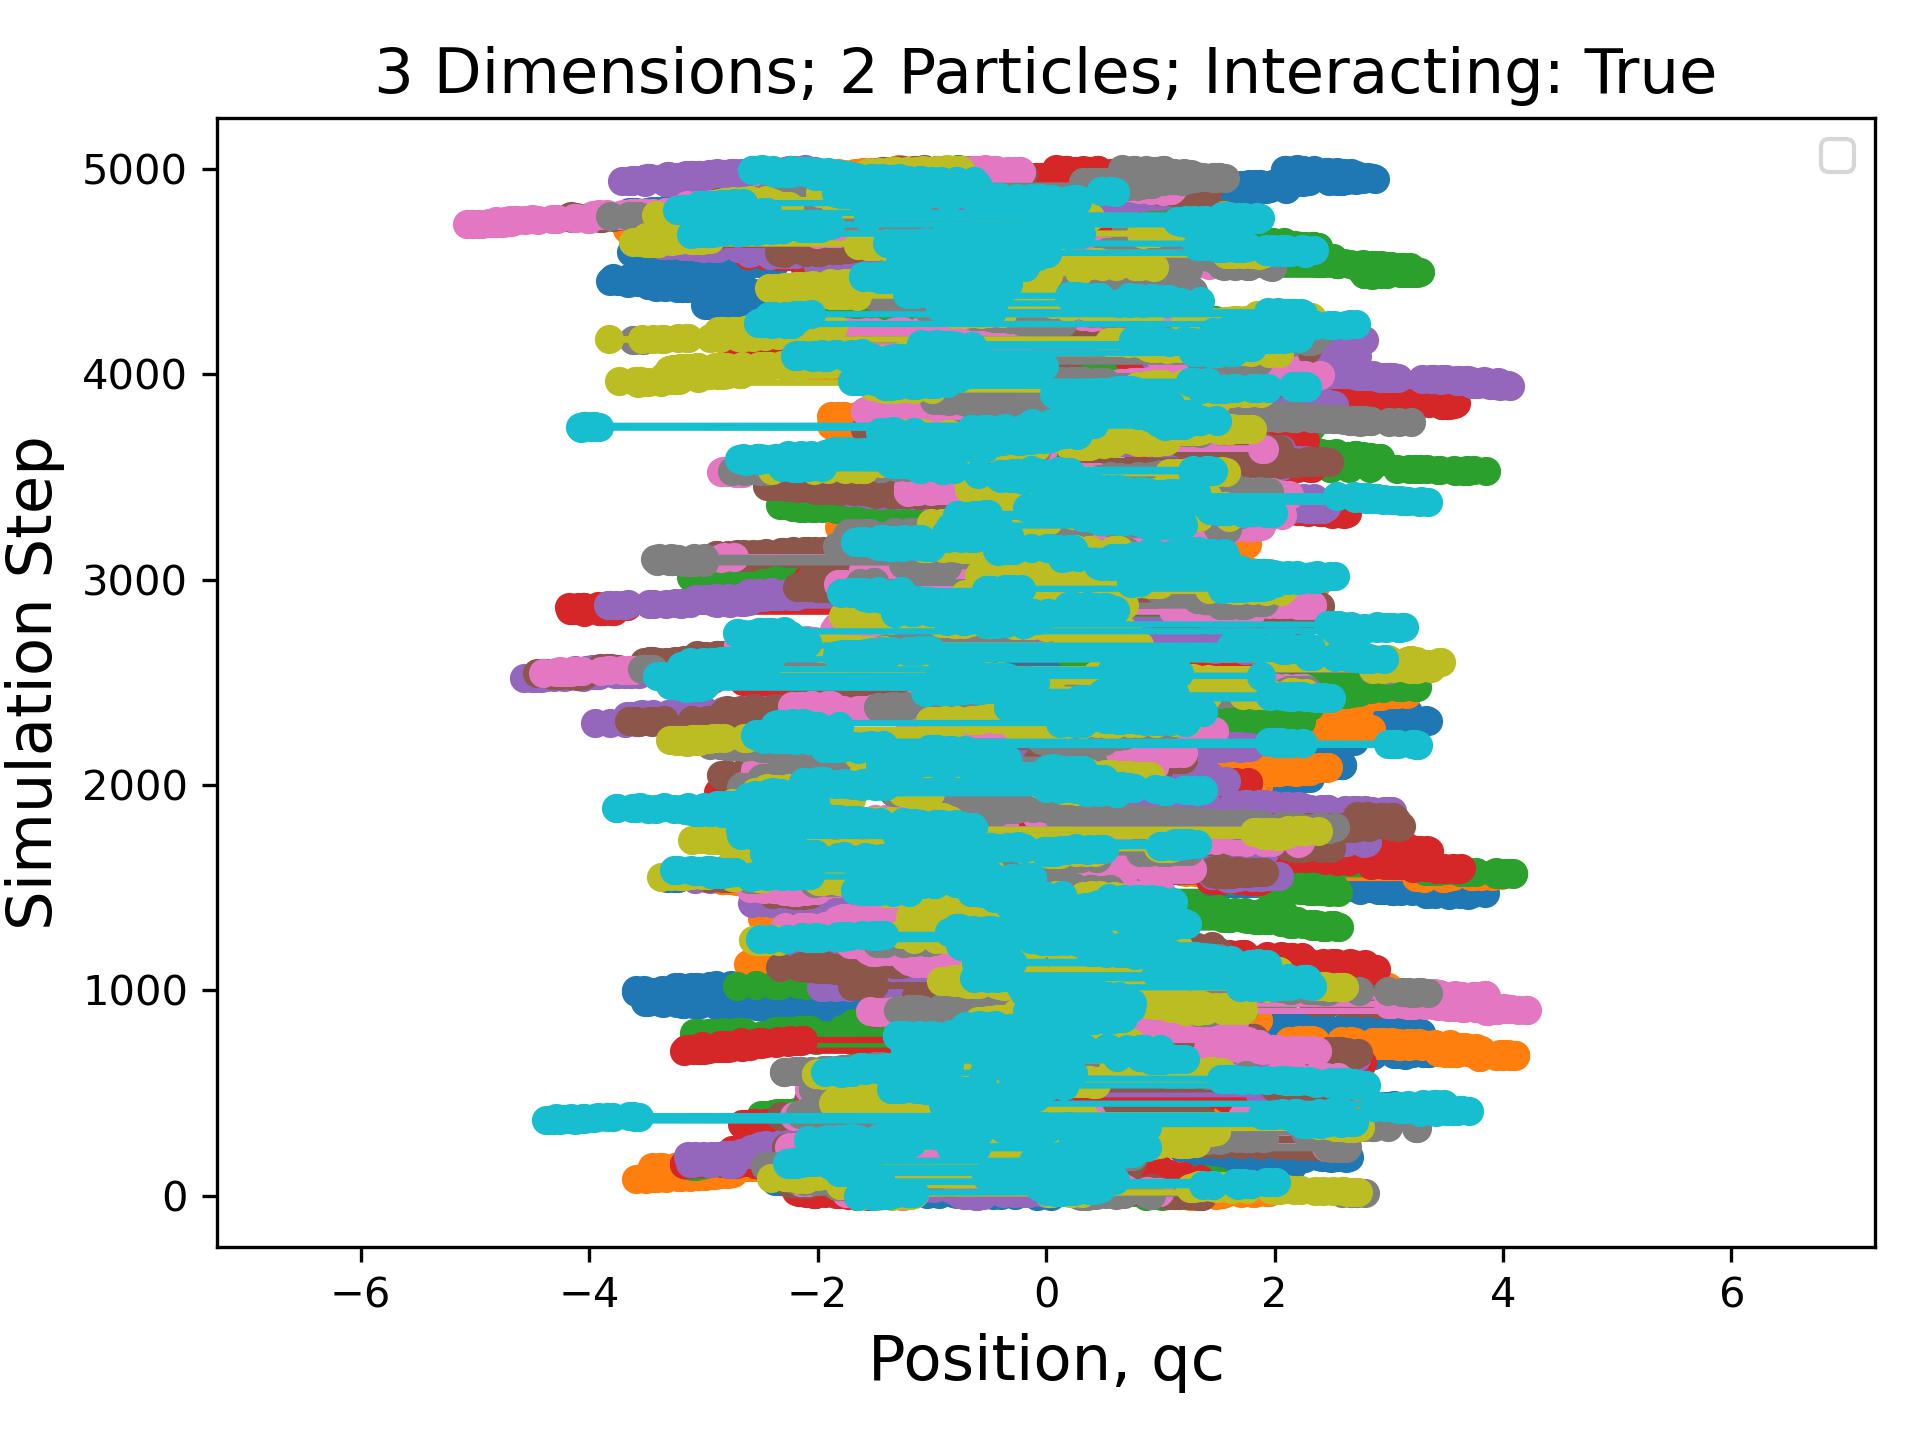 3 Dimensions; 2 Particles; Interacting: True
5000
4000
3000
2000
1000
0
Simulation Step
−6 −4 −2 0 2 4 6
Position, qc